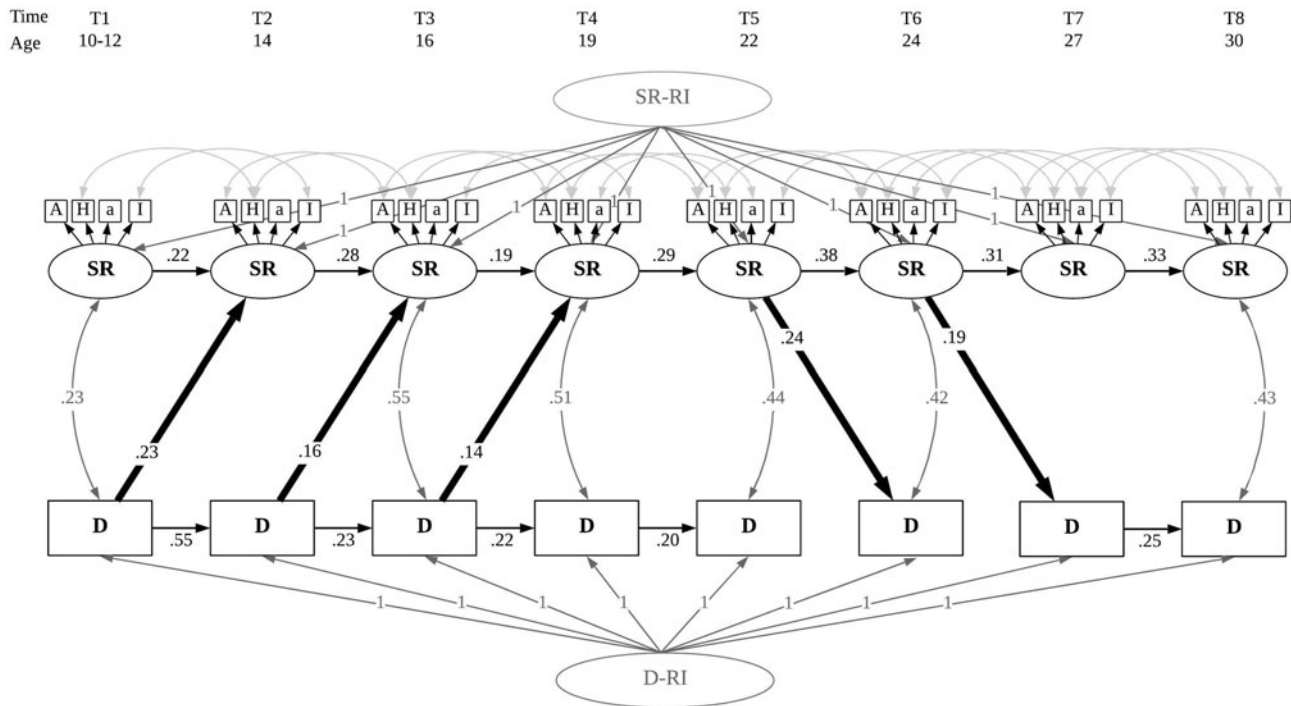 Time T1 T2 T3 T4 T5 T6 T7 T8
Age 10-12 14 16 19 22 24 27 30
SR-RI
1 1 1 1 1 1 1 1
A H a I A H a I A H a I A H a I A H a I A H a I A H a I A H a I
SR .22 SR .28 SR .19 SR .29 SR .38 SR .31 SR .33 SR
.24 .19
.23 .55 .51 .44 .42 .43
.23 .16 .14
D D D D D D D D
.55 .23 .22 .20 .25
1 1 1 1 1 1 1 1
D-RI